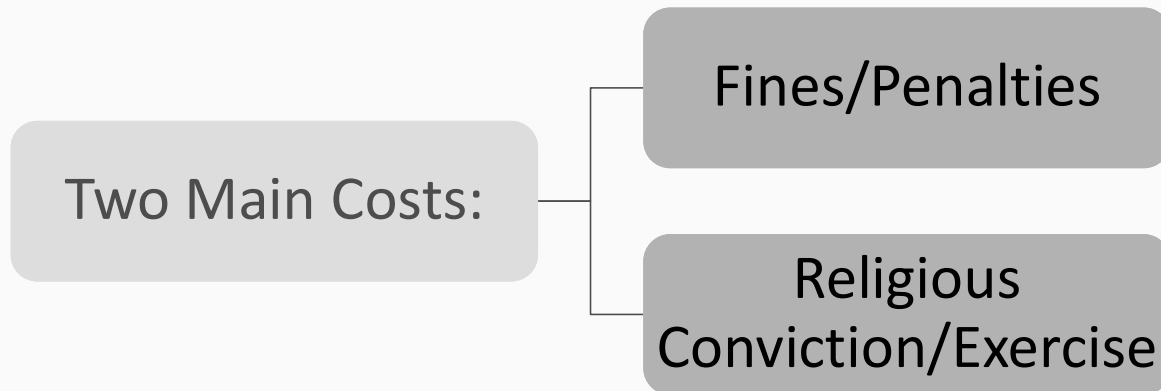 Two Main Costs:
Fines/Penalties
Religious
Conviction/Exercise